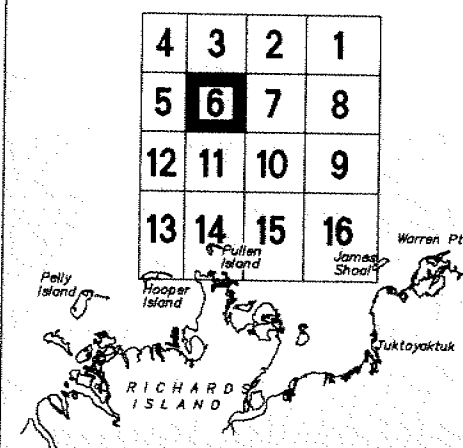 4 3 2 1
5 6 7 8
12 11 10 9
13 14 15 16
Warren Pt
Pullen
Island
James
Shoal
Pelly
Island
Hooper
Island
Tuktoyaktuk
RICHARDS
ISLAND